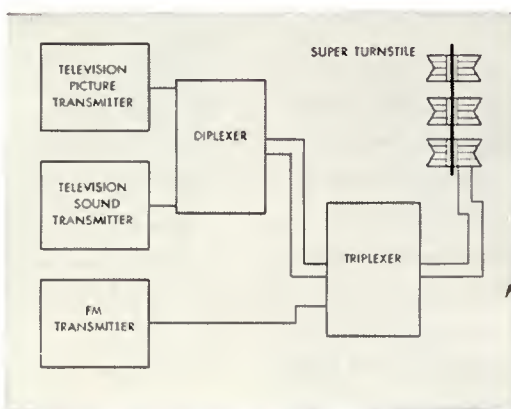 TELEVISION
PICTURE
TRANSMITTER
DIPLEXER
SUPER TURNSTILE
TELEVISION
SOUND
TRANSMITTER
TRIPLEXER
FM
TRANSMITTER